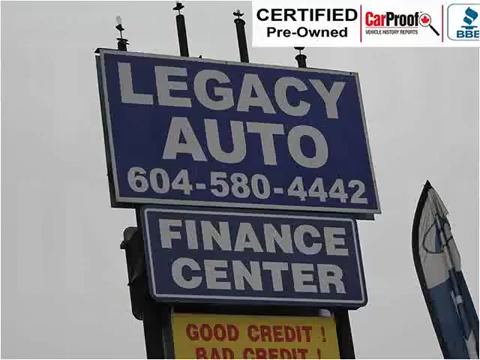 CERTIFIED
Pre-Owned
CarProof
VEHICLE HISTORY REPORTS
BBB
LEGACY
AUTO
604-580-4442
FINANCE
CENTER
GOOD CREDIT !
BAD CREDIT !